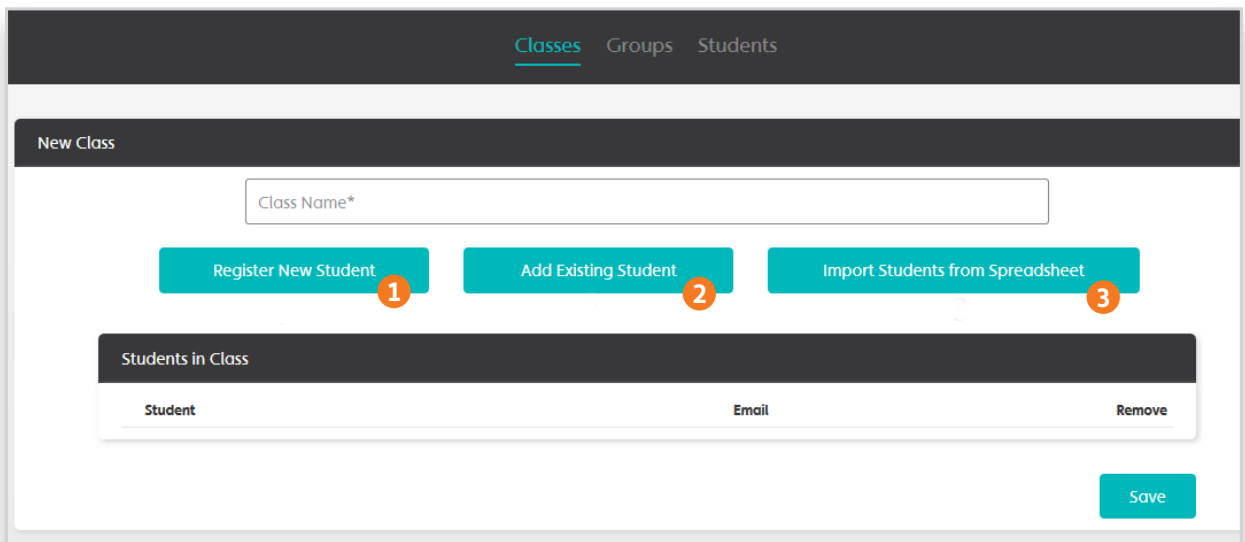 Classes Groups Students
New Class
Class Name*
Register New Student Add Existing Student Import Students from Spreadsheet
1 2 3
Students in Class
Student Email Remove
Save